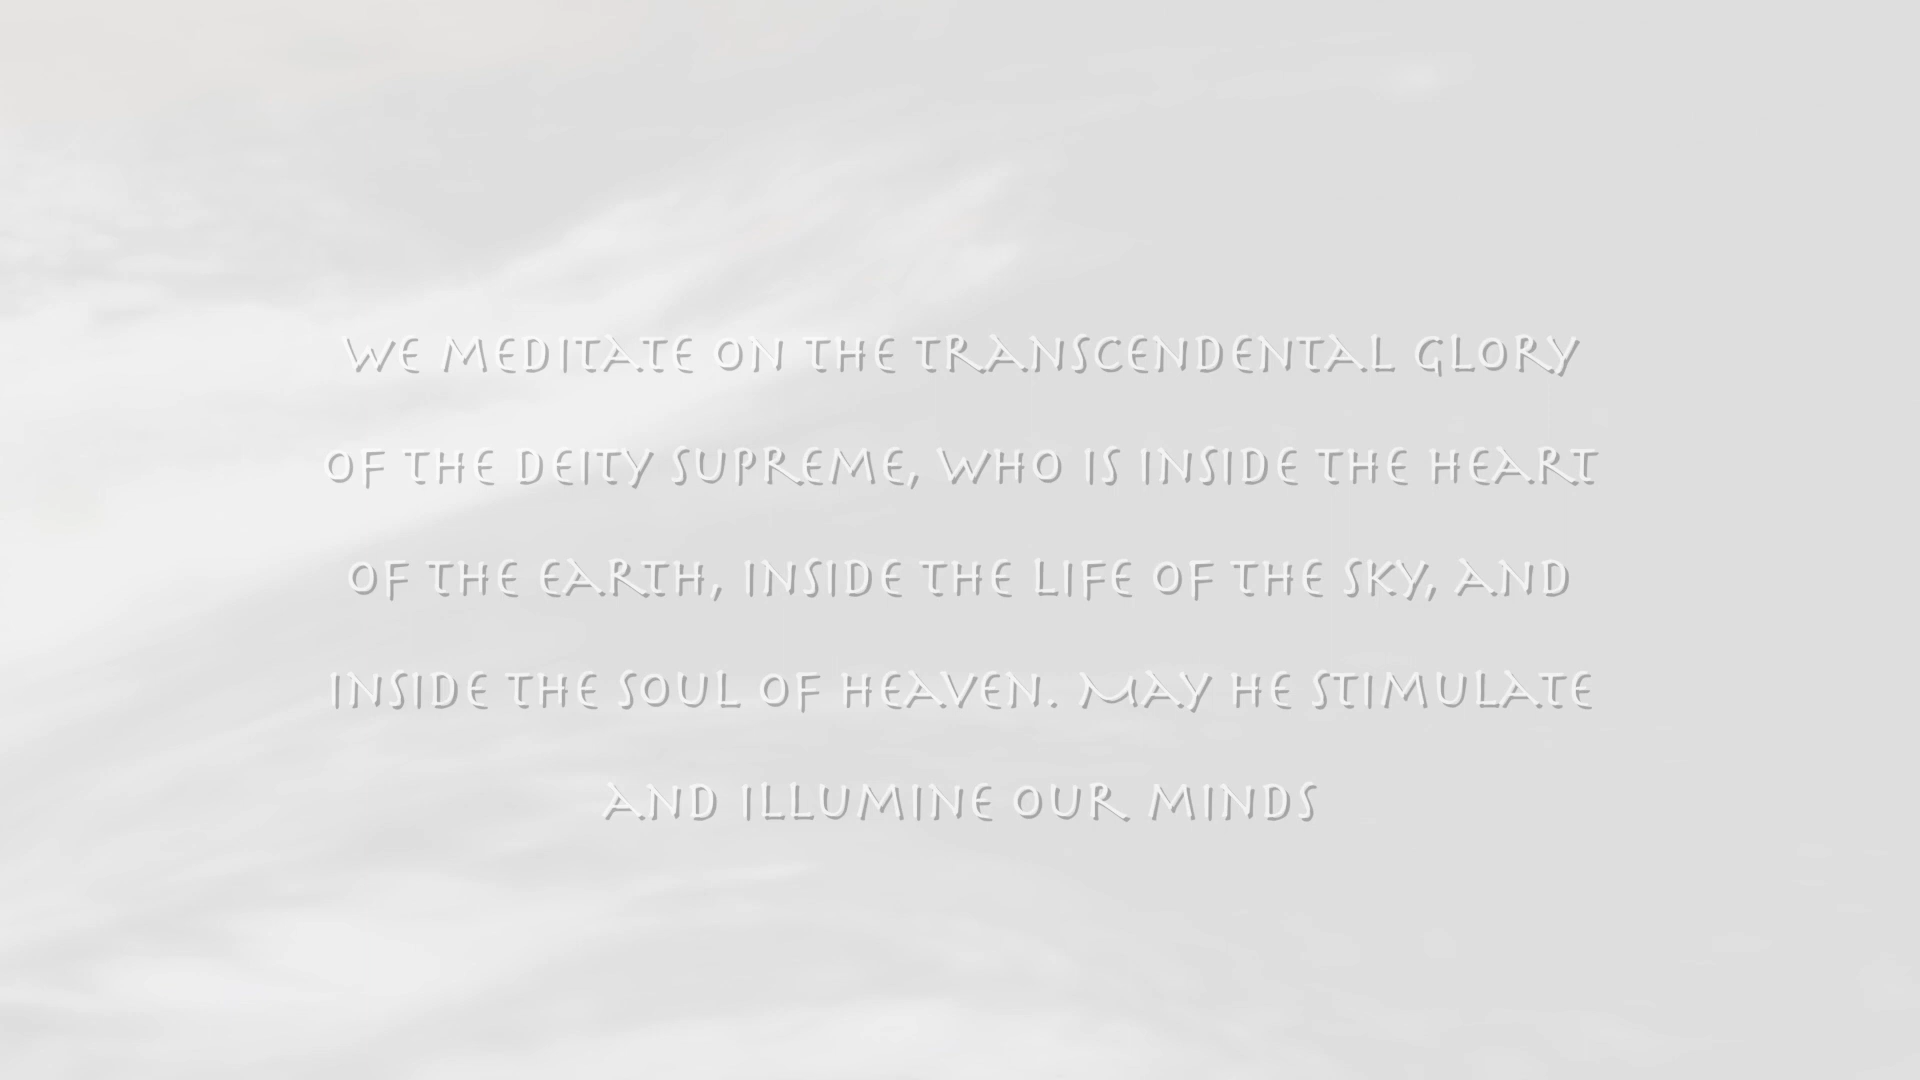 WE MEDITATE ON THE TRANSCENDENTAL GLORY
OF THE DEITY SUPREME, WHO IS INSIDE THE HEART
OF THE EARTH, INSIDE THE LIFE OF THE SKY, AND
INSIDE THE SOUL OF HEAVEN. MAY HE STIMULATE
AND ILLUMINE OUR MINDS